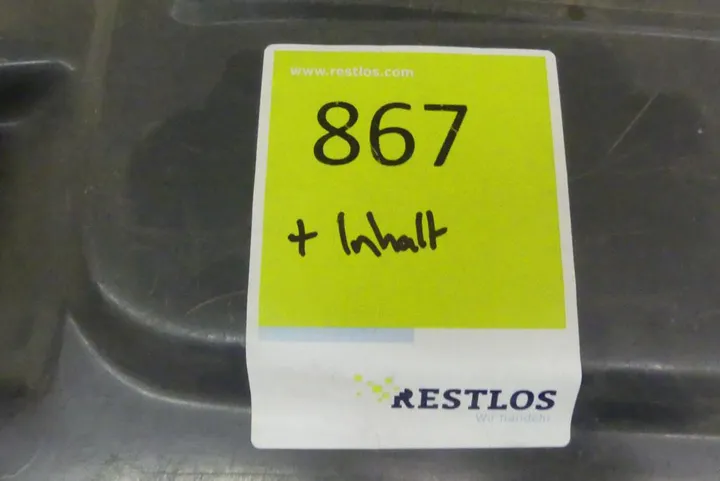 www.restlos.com
867
+ Inhalt
RESTLOS
Wir handeln.